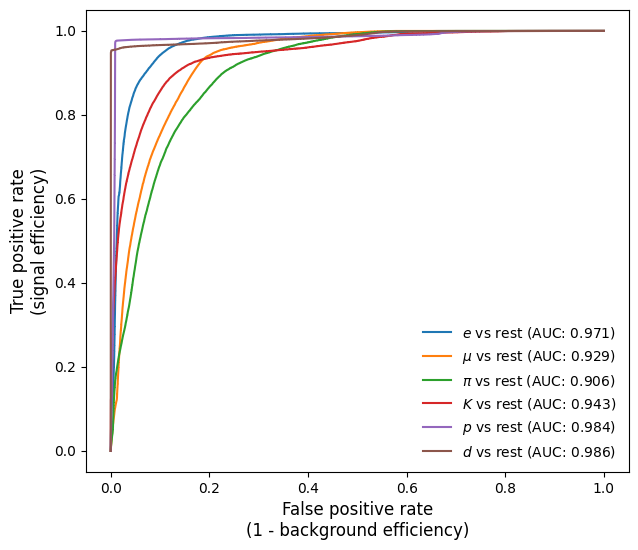 1.0
0.8
0.6
0.4
0.2
0.0
True positive rate
(signal efficiency)
e vs rest (AUC: 0.971)
μ vs rest (AUC: 0.929)
π vs rest (AUC: 0.906)
K vs rest (AUC: 0.943)
p vs rest (AUC: 0.984)
d vs rest (AUC: 0.986)
0.0 0.2 0.4 0.6 0.8 1.0
False positive rate
(1 - background efficiency)